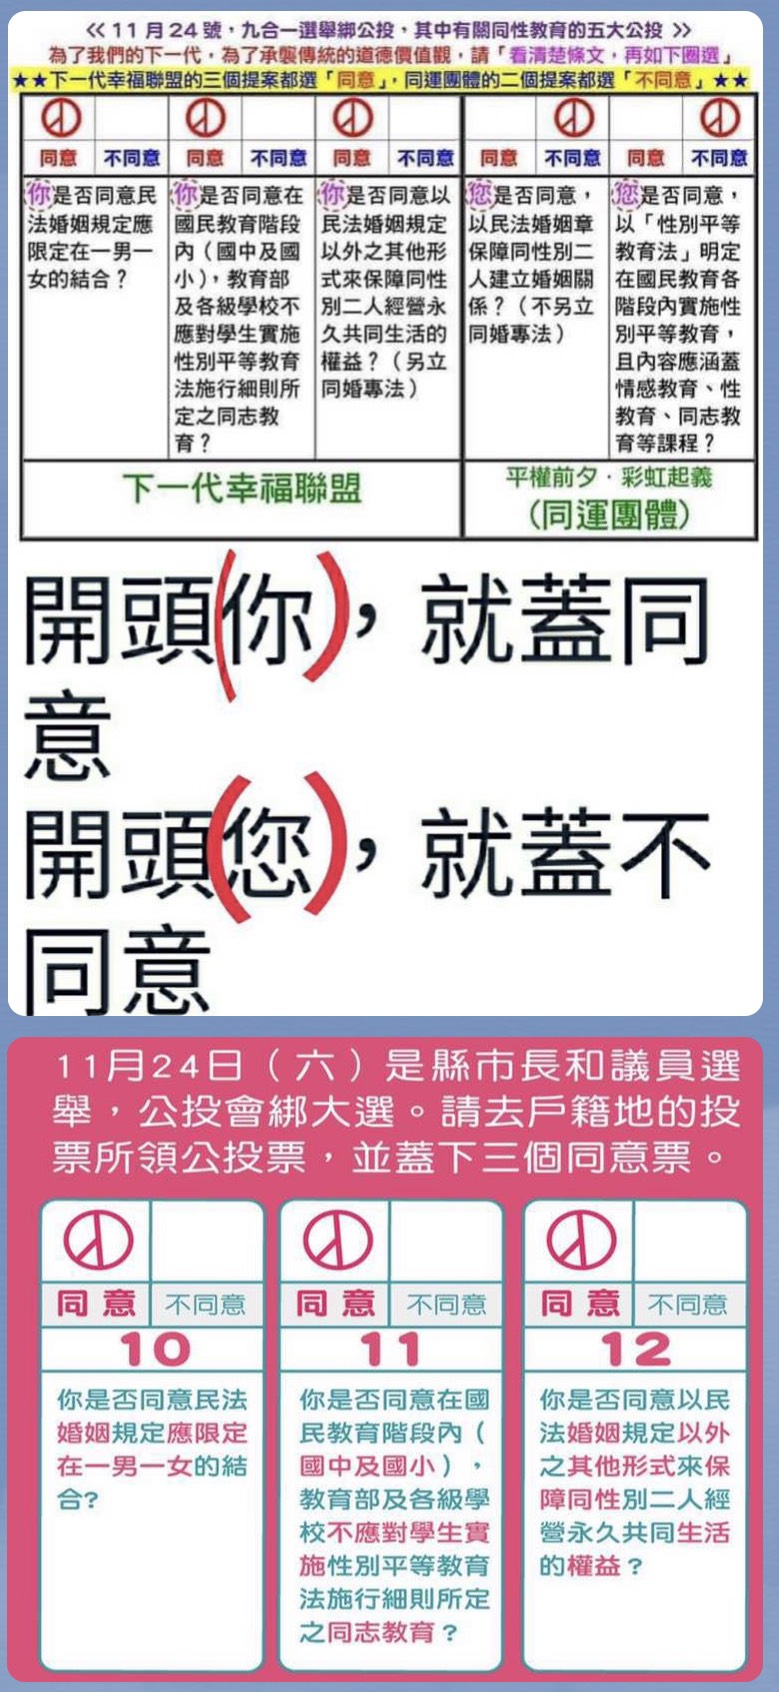 《《 11 月 24 號，九合一選舉綁公投，其中有關同性教育的五大公投 》》
為了我們的下一代，為了承襲傳統的道德價值觀，請「看清楚條文，再如下圈選」
★★下一代幸福聯盟的三個提案都選「同意」，同運團體的二個提案都選「不同意」★★
同意 不同意 同意 不同意 同意 不同意 同意 不同意 同意 不同意
你是否同意民
法婚姻規定應
限定在一男一
女的結合？
你是否同意在
國民教育階段
內（國中及國
小），教育部
及各級學校不
應對學生實施
性別平等教育
法施行細則所
定之同志教
育？
你是否同意以
民法婚姻規定
以外之其他形
式來保障同性
別二人經營永
久共同生活的
權益？（另立
同婚專法）
您是否同意，
以民法婚姻章
保障同性別二
人建立婚姻關
係？（不另立
同婚專法）
您是否同意，
以「性別平等
教育法」明定
在國民教育各
階段內實施性
別平等教育，
且內容應涵蓋
情感教育、性
教育、同志教
育等課程？
下一代幸福聯盟
平權前夕·彩虹起義
(同運團體)
開頭(你)，就蓋同
意
開頭(您)，就蓋不
同意
11月24日（六）是縣市長和議員選
舉，公投會綁大選。請去戶籍地的投
票所領公投票，並蓋下三個同意票。
同意 不同意 同意 不同意 同意 不同意
10 11 12
你是否同意民法
婚姻規定應限定
在一男一女的結
合?
你是否同意在國
民教育階段內（
國中及國小），
教育部及各級學
校不應對學生實
施性別平等教育
法施行細則所定
之同志教育？
你是否同意以民
法婚姻規定以外
之其他形式來保
障同性別二人經
營永久共同生活
的權益？